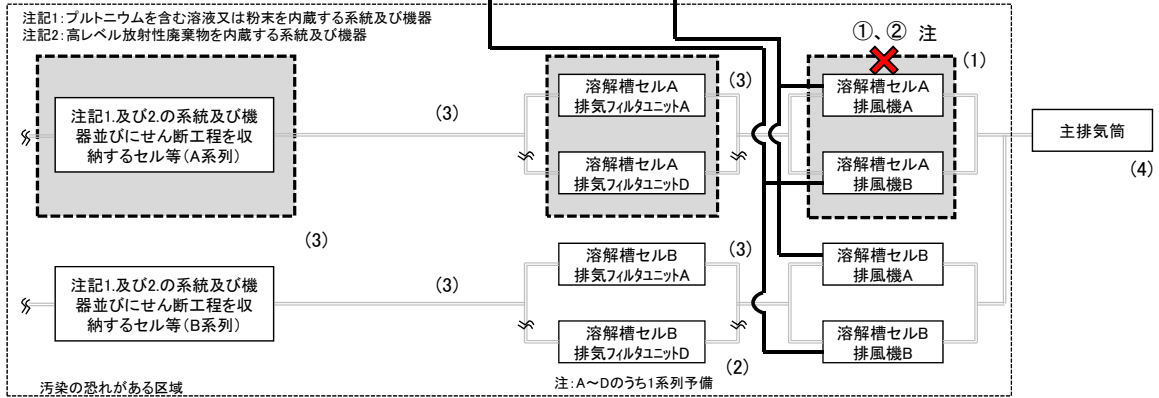 注記1:プルトニウムを含む溶液又は粉末を内蔵する系統及び機器
注記2:高レベル放射性廃棄物を内蔵する系統及び機器
①、② 注
(1)
注記1.及び2.の系統及び機
器並びにせん断工程を収
納するセル等(A系列)
(3)
溶解槽セルA
排気フィルタユニットA
(3)
溶解槽セルA
排風機A
溶解槽セルA
排気フィルタユニットD
溶解槽セルA
排風機B
主排気筒
(4)
(3)
注記1.及び2.の系統及び機
器並びにせん断工程を収
納するセル等(B系列)
(3)
溶解槽セルB
排気フィルタユニットA
(3)
溶解槽セルB
排風機A
溶解槽セルB
排気フィルタユニットD
(2)
溶解槽セルB
排風機B
汚染の恐れがある区域
注:A~Dのうち1系列予備